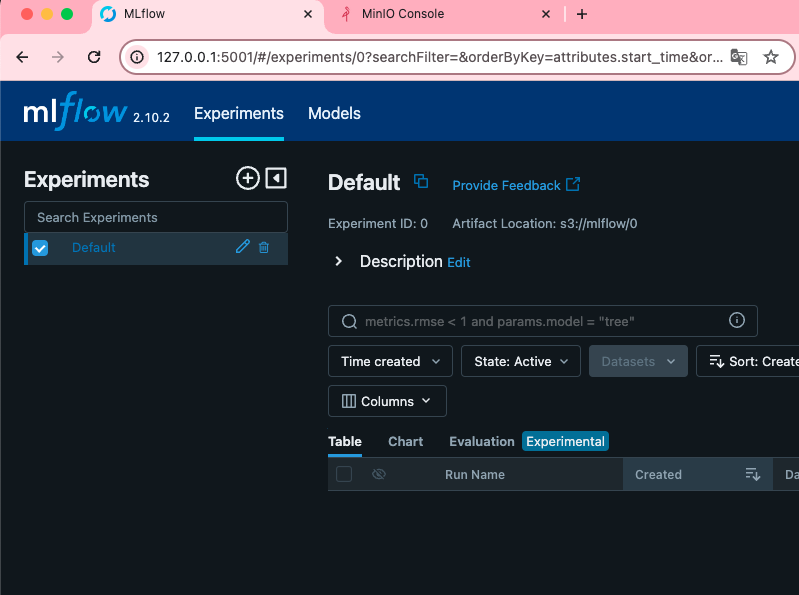 MLflow
MinIO Console
127.0.0.1:5001/#/experiments/0?searchFilter=&orderByKey=attributes.start_time&or...
mlflow 2.10.2 Experiments Models
Experiments
Search Experiments
Default
Default Provide Feedback
Experiment ID: 0 Artifact Location: s3://mlflow/0
Description Edit
metrics.rmse < 1 and params.model = "tree"
Time created State: Active Datasets Sort: Create
Columns
Table Chart Evaluation Experimental
Run Name Created Da